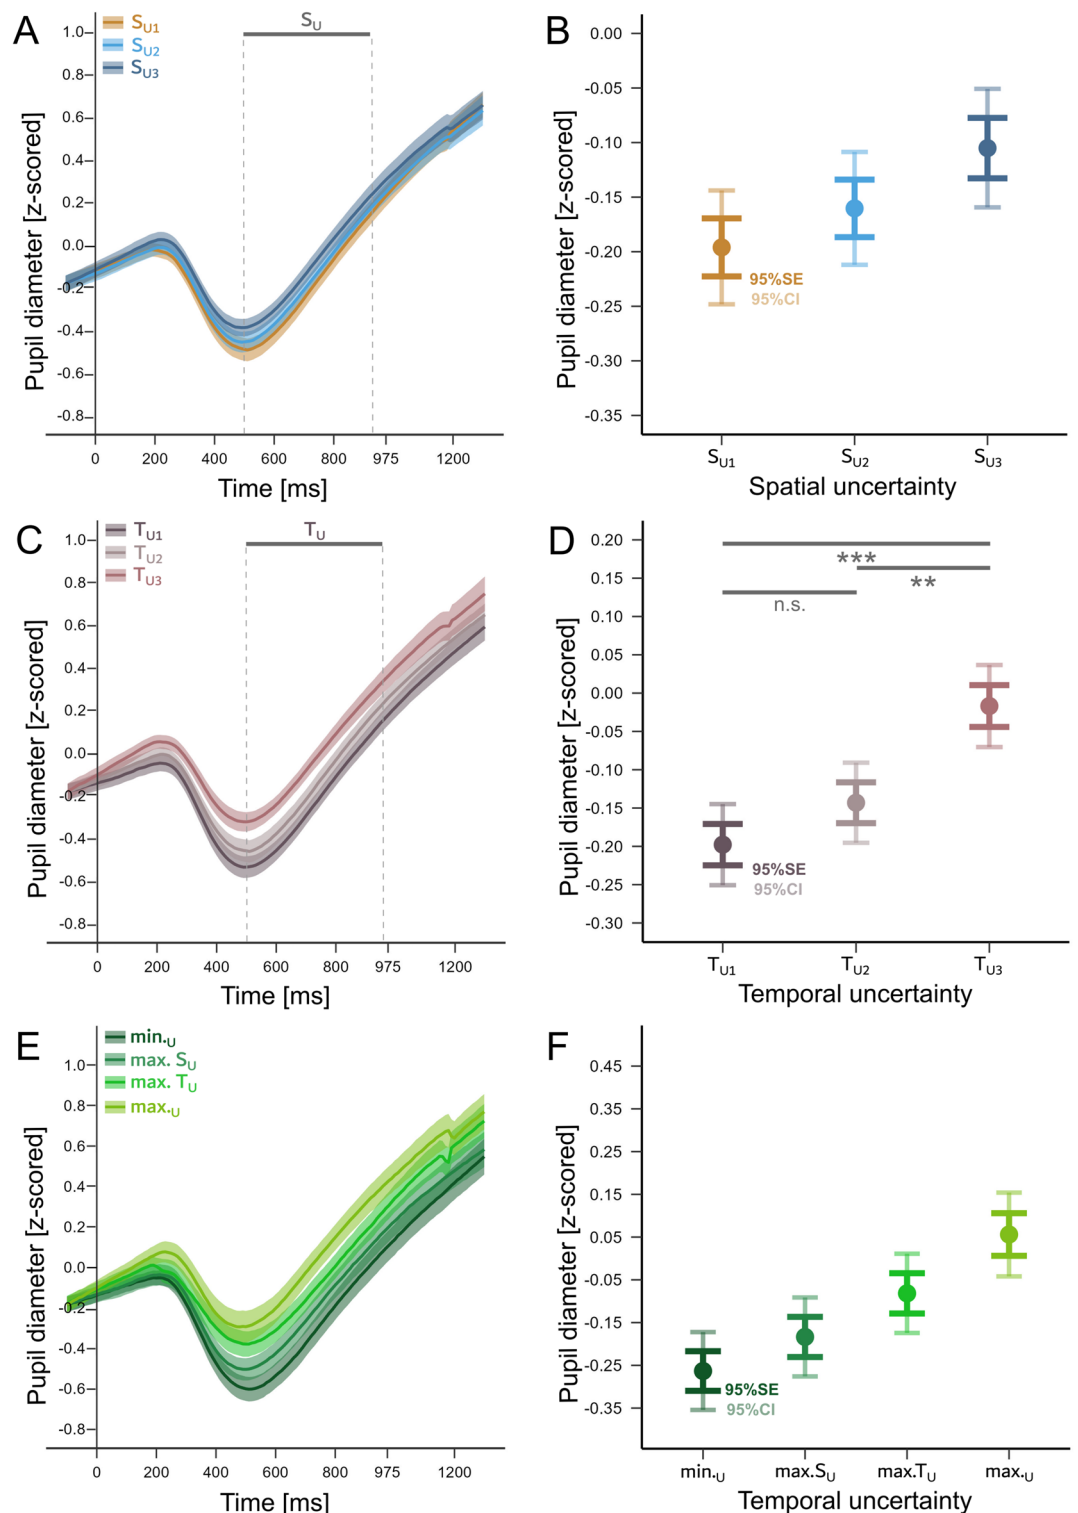 A
S_U1
S_U2
S_U3
S_U
1.0
0.8
0.6
0.4
0.2
0.0
-0.2
-0.4
-0.6
-0.8
Pupil diameter [z-scored]
0 200 400 600 800 975 1200
Time [ms]
B
0.00
-0.05
-0.10
-0.15
-0.20
-0.25
-0.30
-0.35
Pupil diameter [z-scored]
95%SE
95%CI
S_U1 S_U2 S_U3
Spatial uncertainty
C
T_U1
T_U2
T_U3
T_U
1.0
0.8
0.6
0.4
0.2
0.0
-0.2
-0.4
-0.6
-0.8
Pupil diameter [z-scored]
0 200 400 600 800 975 1200
Time [ms]
D
0.20
0.15
0.10
0.05
0.00
-0.05
-0.10
-0.15
-0.20
-0.25
-0.30
Pupil diameter [z-scored]
***
**
n.s.
95%SE
95%CI
T_U1 T_U2 T_U3
Temporal uncertainty
E
min._U
max. S_U
max. T_U
max._U
1.0
0.8
0.6
0.4
0.2
0.0
-0.2
-0.4
-0.6
-0.8
Pupil diameter [z-scored]
0 200 400 600 800 975 1200
Time [ms]
F
0.45
0.35
0.25
0.15
0.05
-0.05
-0.15
-0.25
-0.35
Pupil diameter [z-scored]
95%SE
95%CI
min._U max.S_U max.T_U max._U
Temporal uncertainty